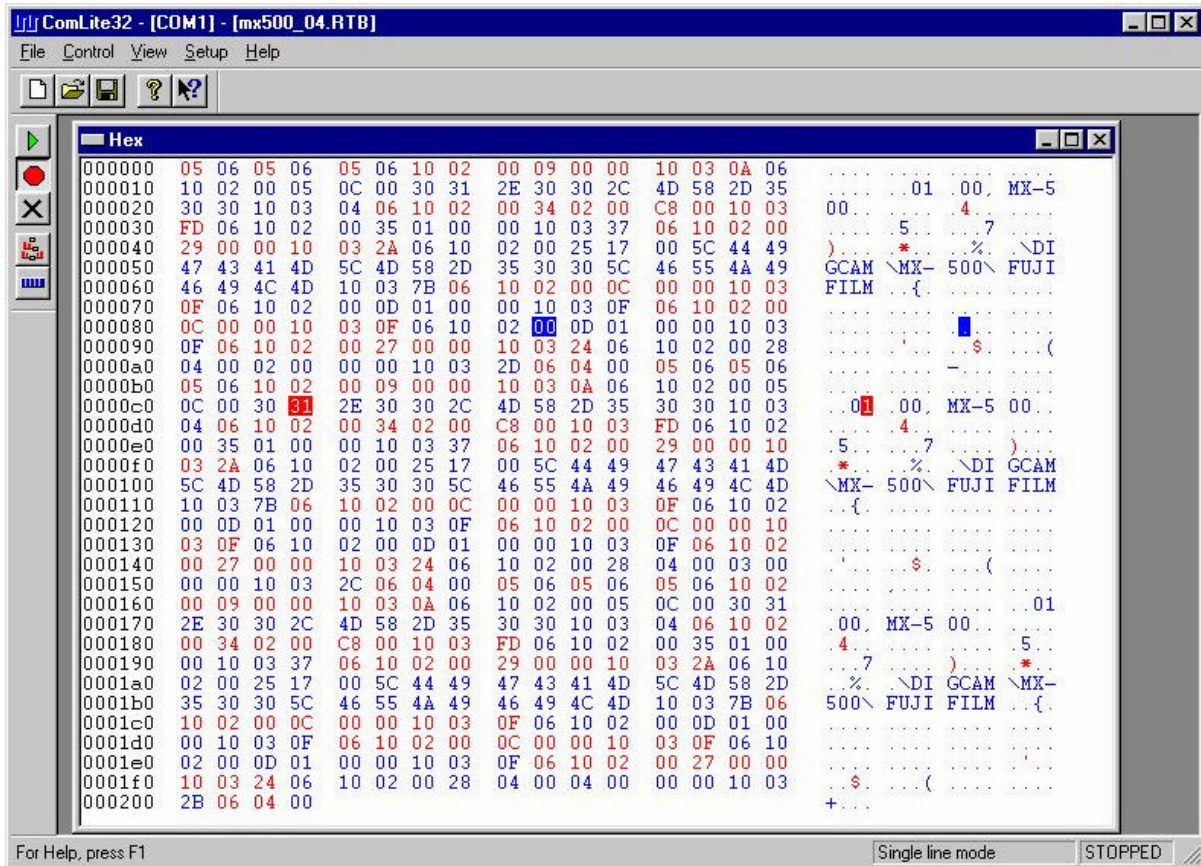 ComLite32 - [COM1] - [mx500_04.RTB]
File Control View Setup Help
Hex
000000 05 06 05 06 05 06 10 02 00 09 00 00 10 03 0A 06 .... .... .... ....
000010 10 02 00 05 0C 00 30 31 2E 30 30 2C 4D 58 2D 35 .... ..01 .00, MX-5
000020 30 30 10 03 04 06 10 02 00 34 02 00 C8 00 10 03 00.. .... .4.. ....
000030 FD 06 10 02 00 35 01 00 00 10 03 37 06 10 02 00 .... .5.. ...7 ....
000040 29 00 00 10 03 2A 06 10 02 00 25 17 00 5C 44 49 )... .*.. ..%. .\DI
000050 47 43 41 4D 5C 4D 58 2D 35 30 30 5C 46 55 4A 49 GCAM \MX- 500\ FUJI
000060 46 49 4C 4D 10 03 7B 06 10 02 00 0C 00 00 10 03 FILM ..{. .... ....
000070 0F 06 10 02 00 0D 01 00 00 10 03 0F 06 10 02 00 .... .... .... ....
000080 0C 00 00 10 03 0F 06 10 02 00 0D 01 00 00 10 03 .... .... .... ....
000090 0F 06 10 02 00 27 00 00 10 03 24 06 10 02 00 28 .... .'.. ..$. ...(
0000a0 04 00 02 00 00 00 10 03 2D 06 04 00 05 06 05 06 .... .... -... ....
0000b0 05 06 10 02 00 09 00 00 10 03 0A 06 10 02 00 05 .... .... .... ....
0000c0 0C 00 30 31 2E 30 30 2C 4D 58 2D 35 30 30 10 03 ..01 .00, MX-5 00..
0000d0 04 06 10 02 00 34 02 00 C8 00 10 03 FD 06 10 02 .... .4.. .... ....
0000e0 00 35 01 00 00 10 03 37 06 10 02 00 29 00 00 10 .5.. ...7 .... )...
0000f0 03 2A 06 10 02 00 25 17 00 5C 44 49 47 43 41 4D .*.. ..%. .\DI GCAM
000100 5C 4D 58 2D 35 30 30 5C 46 55 4A 49 46 49 4C 4D \MX- 500\ FUJI FILM
000110 10 03 7B 06 10 02 00 0C 00 00 10 03 0F 06 10 02 ..{. .... .... ....
000120 00 0D 01 00 00 10 03 0F 06 10 02 00 0C 00 00 10 .... .... .... ....
000130 03 0F 06 10 02 00 0D 01 00 00 10 03 0F 06 10 02 .... .... .... ....
000140 00 27 00 00 10 03 24 06 10 02 00 28 04 00 03 00 .'.. ..$. ...( ....
000150 00 00 10 03 2C 06 04 00 05 06 05 06 05 06 10 02 .... ,... .... ....
000160 00 09 00 00 10 03 0A 06 10 02 00 05 0C 00 30 31 .... .... .... ..01
000170 2E 30 30 2C 4D 58 2D 35 30 30 10 03 04 06 10 02 .00, MX-5 00.. ....
000180 00 34 02 00 C8 00 10 03 FD 06 10 02 00 35 01 00 .4.. .... .... .5..
000190 00 10 03 37 06 10 02 00 29 00 00 10 03 2A 06 10 ...7 .... )... .*..
0001a0 02 00 25 17 00 5C 44 49 47 43 41 4D 5C 4D 58 2D ..%. .\DI GCAM \MX-
0001b0 35 30 30 5C 46 55 4A 49 46 49 4C 4D 10 03 7B 06 500\ FUJI FILM ..{.
0001c0 10 02 00 0C 00 00 10 03 0F 06 10 02 00 0D 01 00 .... .... .... ....
0001d0 00 10 03 0F 06 10 02 00 0C 00 00 10 03 0F 06 10 .... .... .... ....
0001e0 02 00 0D 01 00 00 10 03 0F 06 10 02 00 27 00 00 .... .... .... .'..
0001f0 10 03 24 06 10 02 00 28 04 00 04 00 00 00 10 03 ..$. ...( .... ....
000200 2B 06 04 00 +...
For Help, press F1
Single line mode
STOPPED